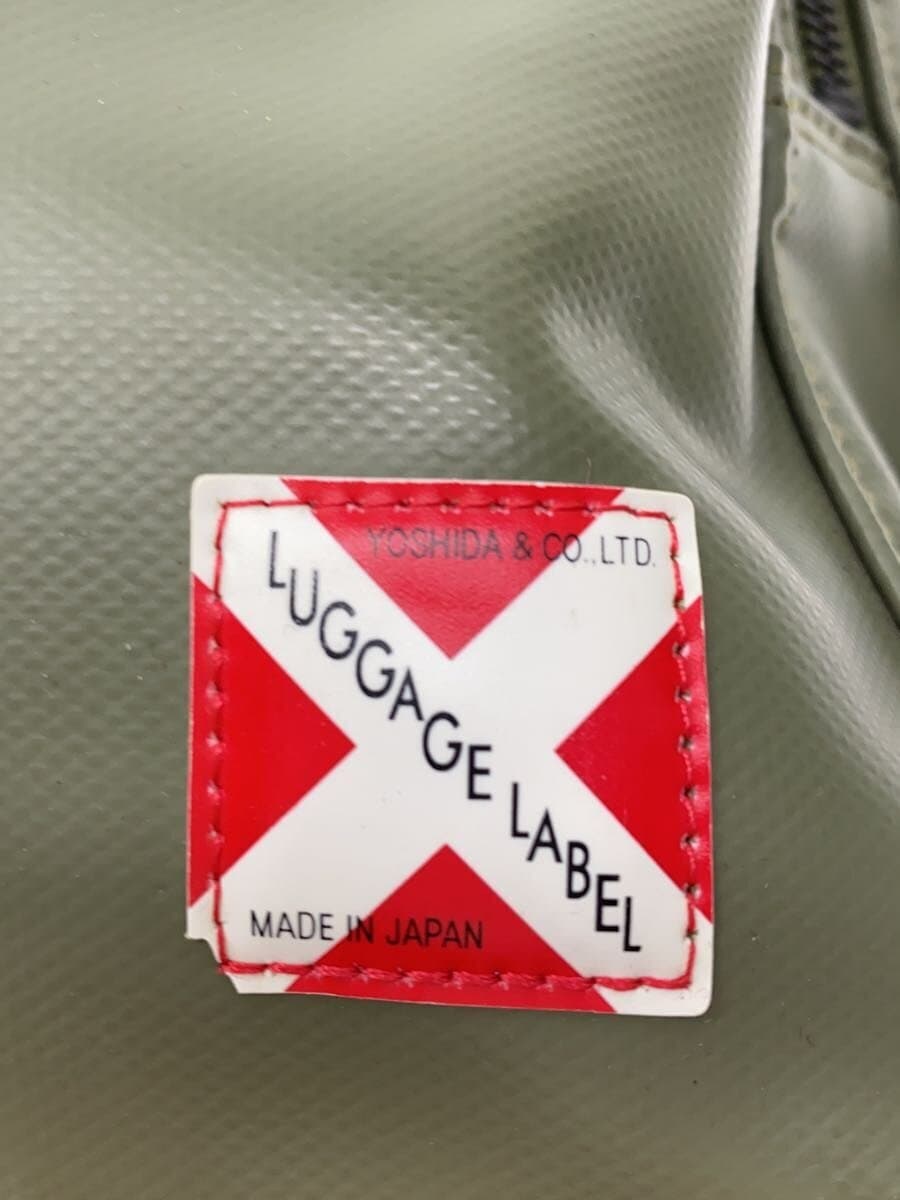 YOSHIDA & CO.,LTD.
LUGGAGE LABEL
MADE IN JAPAN